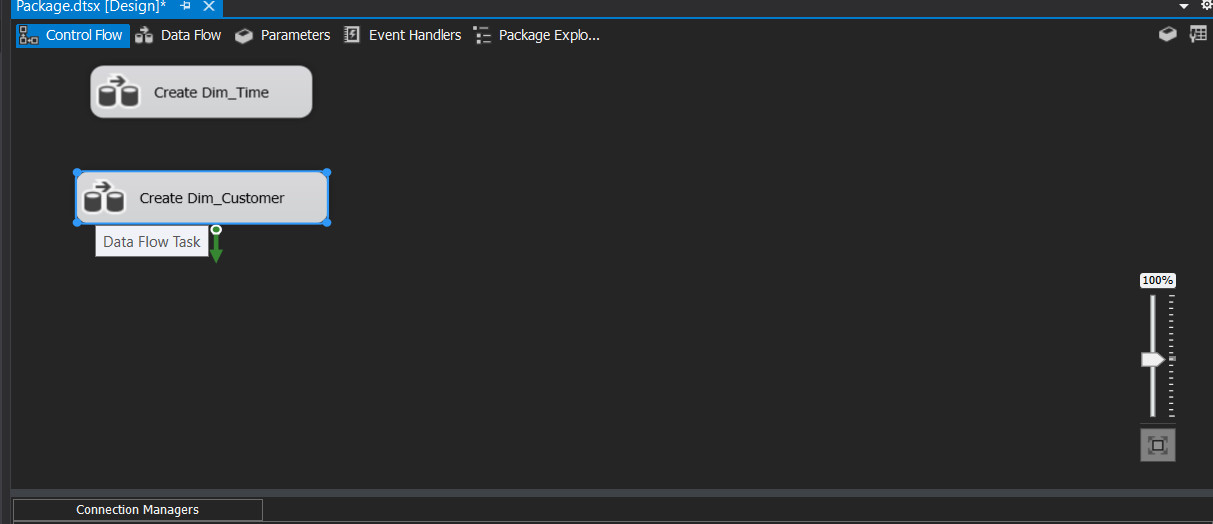 Package.dtsx [Design]*
Control Flow Data Flow Parameters Event Handlers Package Explo...
Create Dim_Time
Create Dim_Customer
Data Flow Task
100%
Connection Managers